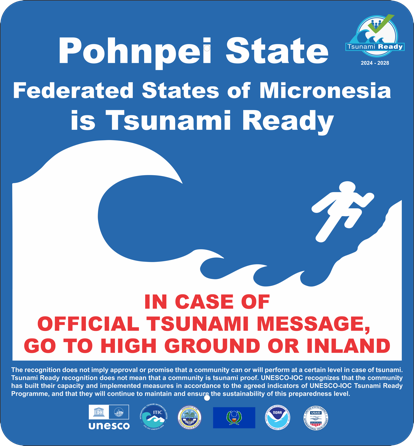 Pohnpei State
Tsunami Ready
2024 - 2028
Federated States of Micronesia
is Tsunami Ready
IN CASE OF
OFFICIAL TSUNAMI MESSAGE,
GO TO HIGH GROUND OR INLAND
The recognition does not imply approval or promise that a community can or will perform at a certain level in case of tsunami.
Tsunami Ready recognition does not mean that a community is tsunami proof. UNESCO-IOC recognizes that the community
has built their capacity and implemented measures in accordance to the agreed indicators of UNESCO-IOC Tsunami Ready
Programme, and that they will continue to maintain and ensure the sustainability of this preparedness level.
unesco
ITIC